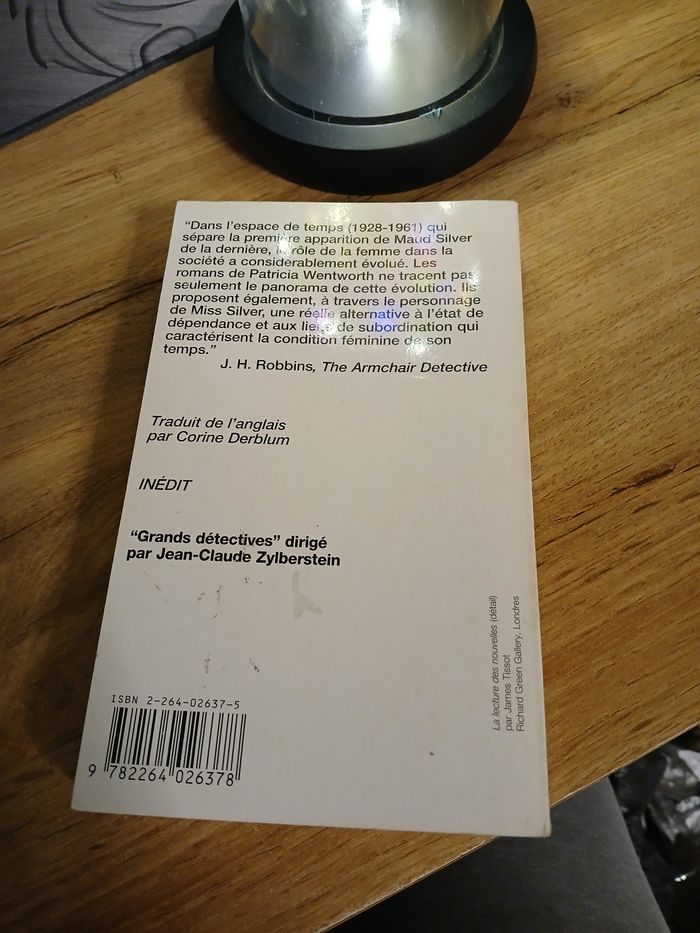 “Dans l’espace de temps (1928-1961) qui
sépare la première apparition de Maud Silver
de la dernière, le rôle de la femme dans la
société a considérablement évolué. Les
romans de Patricia Wentworth ne tracent pas
seulement le panorama de cette évolution. Ils
proposent également, à travers le personnage
de Miss Silver, une réelle alternative à l’état de
dépendance et aux liens de subordination qui
caractérisent la condition féminine de son
temps.”
J. H. Robbins, The Armchair Detective
Traduit de l’anglais
par Corine Derblum
INÉDIT
“Grands détectives” dirigé
par Jean-Claude Zylberstein
La lecture des nouvelles (détail)
par James Tissot
Richard Green Gallery, Londres
ISBN 2-264-02637-5
9 782264 026378